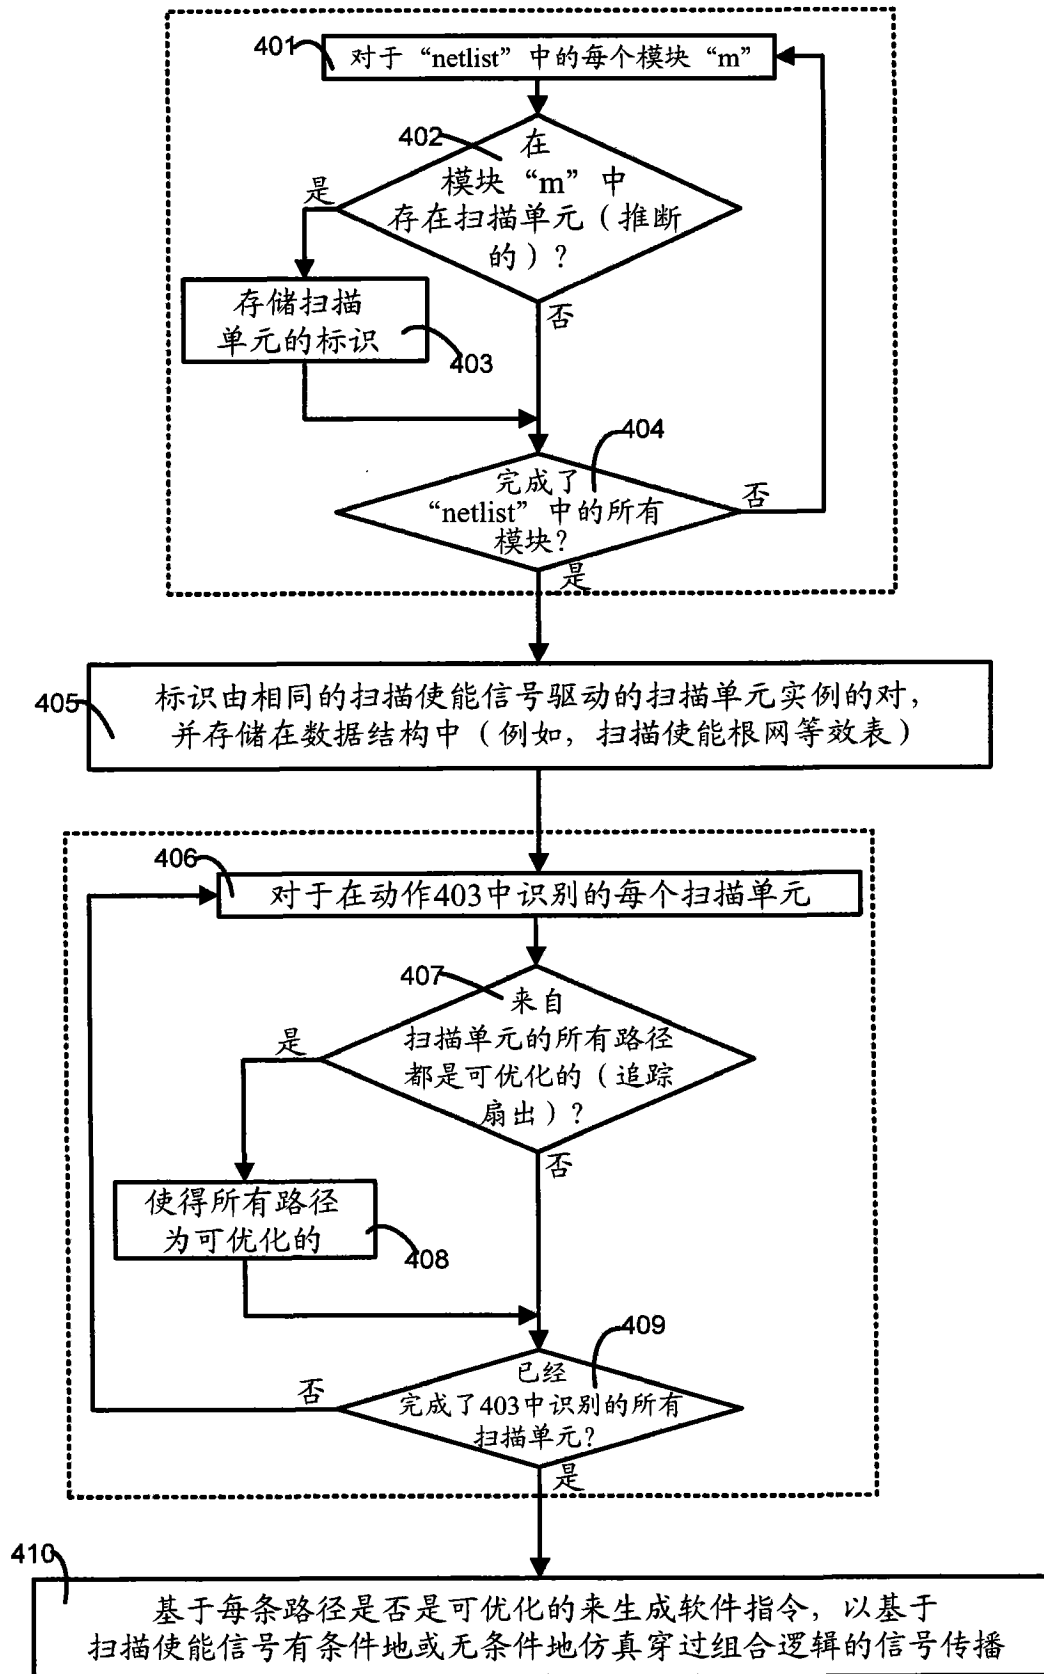 401
对于“netlist”中的每个模块“m”
402
在
模块“m”中
存在扫描单元（推断
的）？
是
否
存储扫描
单元的标识
403
404
完成了
“netlist”中的所有
模块?
否
是
405
标识由相同的扫描使能信号驱动的扫描单元实例的对，
并存储在数据结构中（例如，扫描使能根网等效表）
406
对于在动作403中识别的每个扫描单元
407
来自
扫描单元的所有路径
都是可优化的（追踪
扇出）？
是
否
使得所有路径
为可优化的
408
409
已经
完成了403中识别的所有
扫描单元?
否
是
410
基于每条路径是否是可优化的来生成软件指令，以基于
扫描使能信号有条件地或无条件地仿真穿过组合逻辑的信号传播